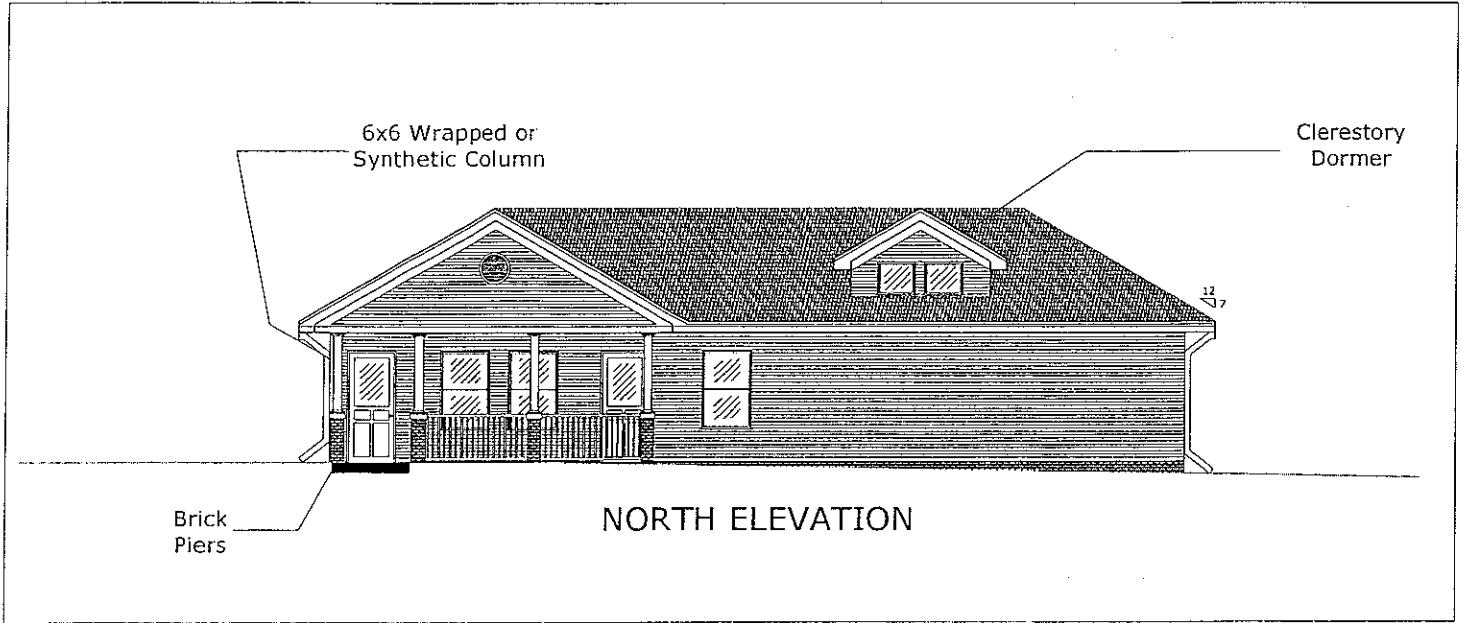 6x6 Wrapped or
Synthetic Column
Clerestory
Dormer
12
7
Brick
Piers
NORTH ELEVATION